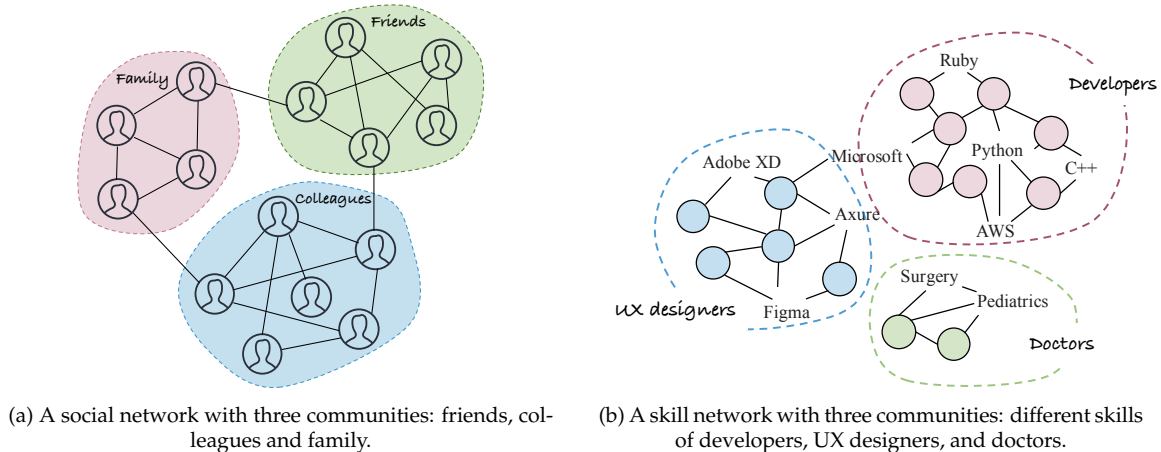 Friends
Family
Colleagues
Ruby
Developers
Microsoft
Python
Adobe XD
C++
Axure
AWS
Surgery
Pediatrics
UX designers
Figma
Doctors
(a) A social network with three communities: friends, col-
leagues and family.
(b) A skill network with three communities: different skills
of developers, UX designers, and doctors.